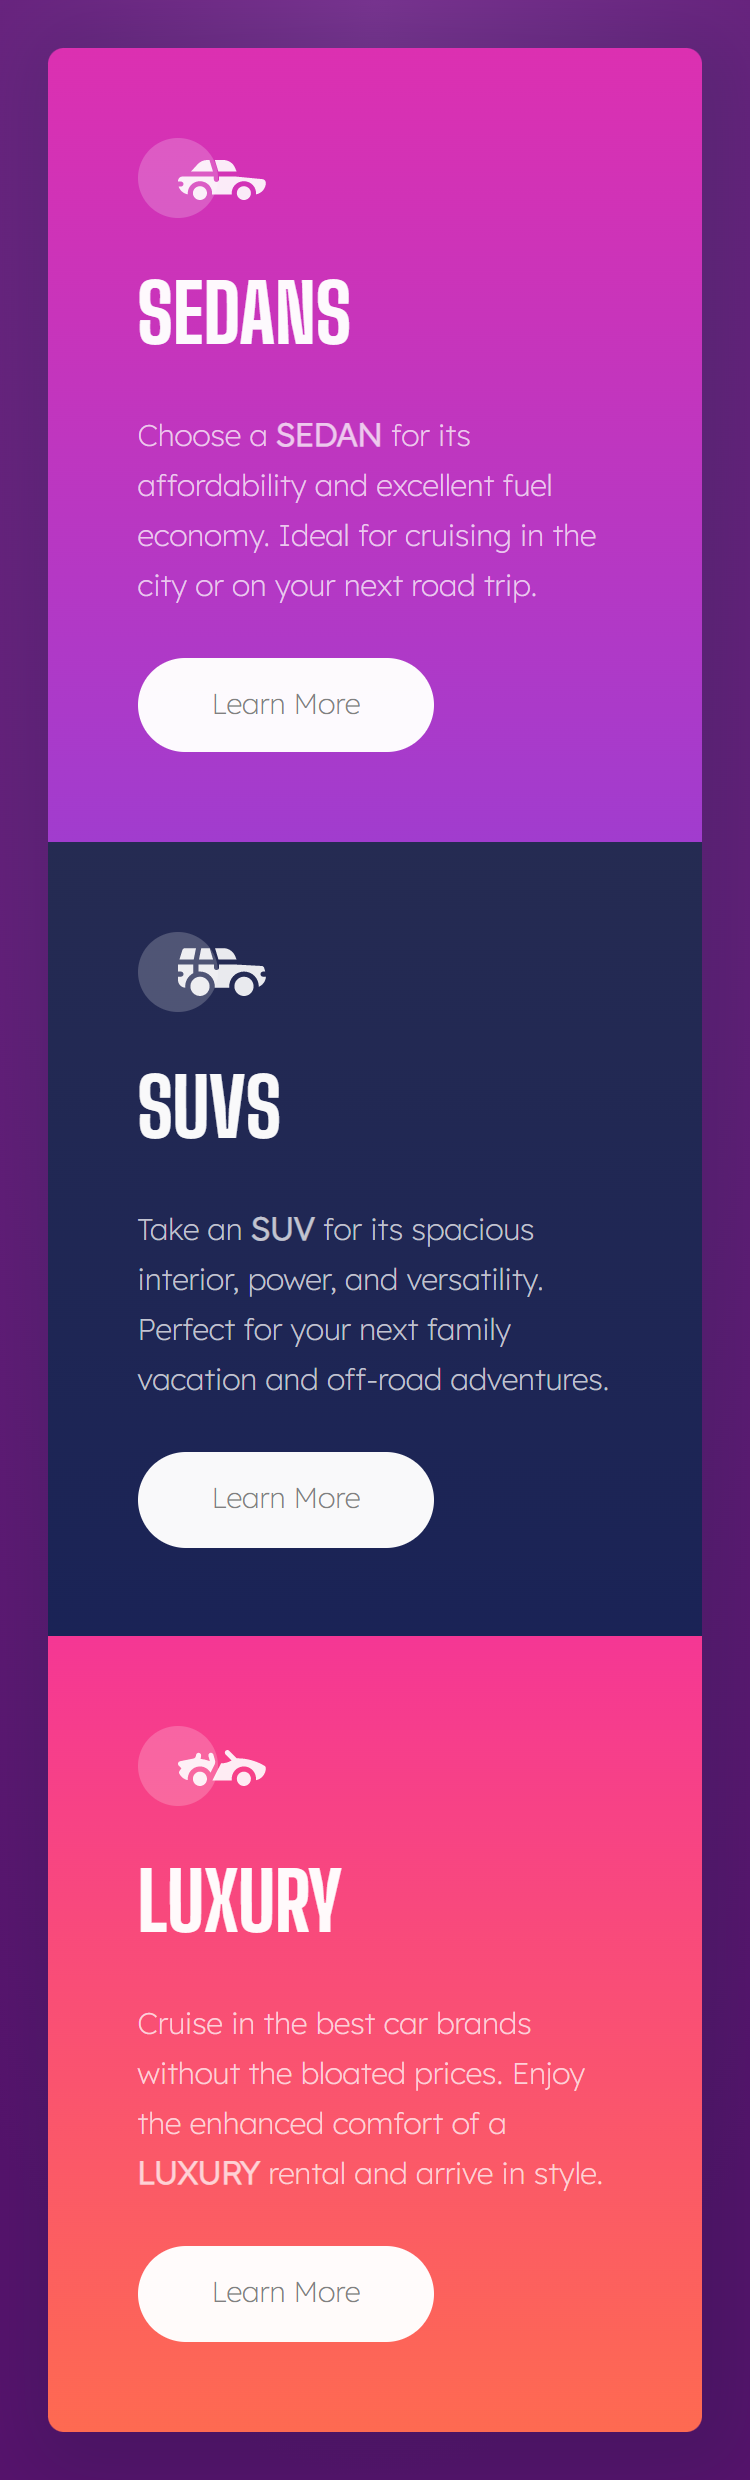 SEDANS
Choose a SEDAN for its
affordability and excellent fuel
economy. Ideal for cruising in the
city or on your next road trip.
Learn More
SUVS
Take an SUV for its spacious
interior, power, and versatility.
Perfect for your next family
vacation and off-road adventures.
Learn More
LUXURY
Cruise in the best car brands
without the bloated prices. Enjoy
the enhanced comfort of a
LUXURY rental and arrive in style.
Learn More